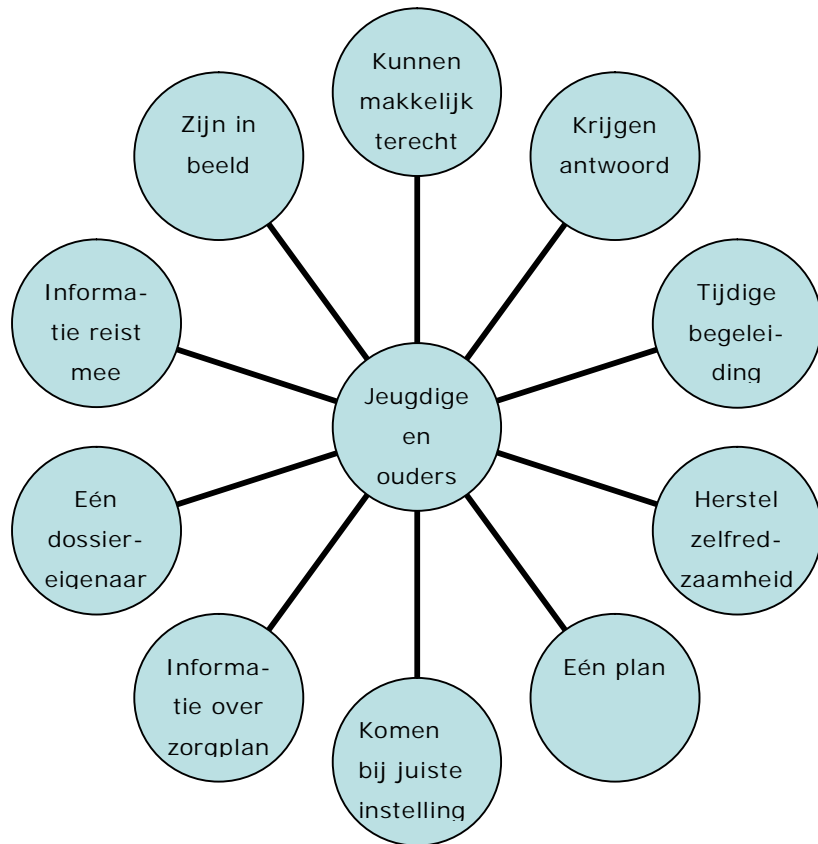 Kunnen
makkelijk
terecht
Krijgen
antwoord
Tijdige
begelei-
ding
Herstel
zelfred-
zaamheid
Eén plan
Komen
bij juiste
instelling
Informa-
tie over
zorgplan
Eén
dossier-
eigenaar
Informa-
tie reist
mee
Zijn in
beeld
Jeugdige
en
ouders